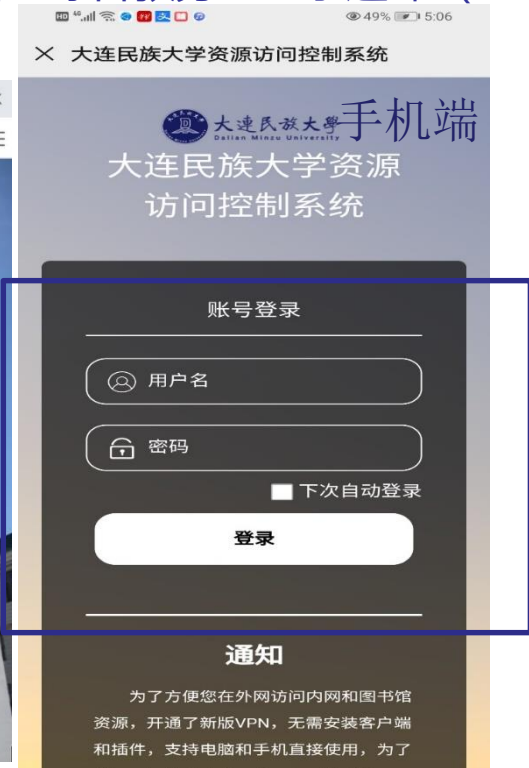 HD 49% 5:06
× 大连民族大学资源访问控制系统
大連民族大學 手机端
Dalian Minzu University
大连民族大学资源
访问控制系统
账号登录
用户名
密码
下次自动登录
登录
通知
为了方便您在外网访问内网和图书馆
资源，开通了新版VPN，无需安装客户端
和插件，支持电脑和手机直接使用，为了